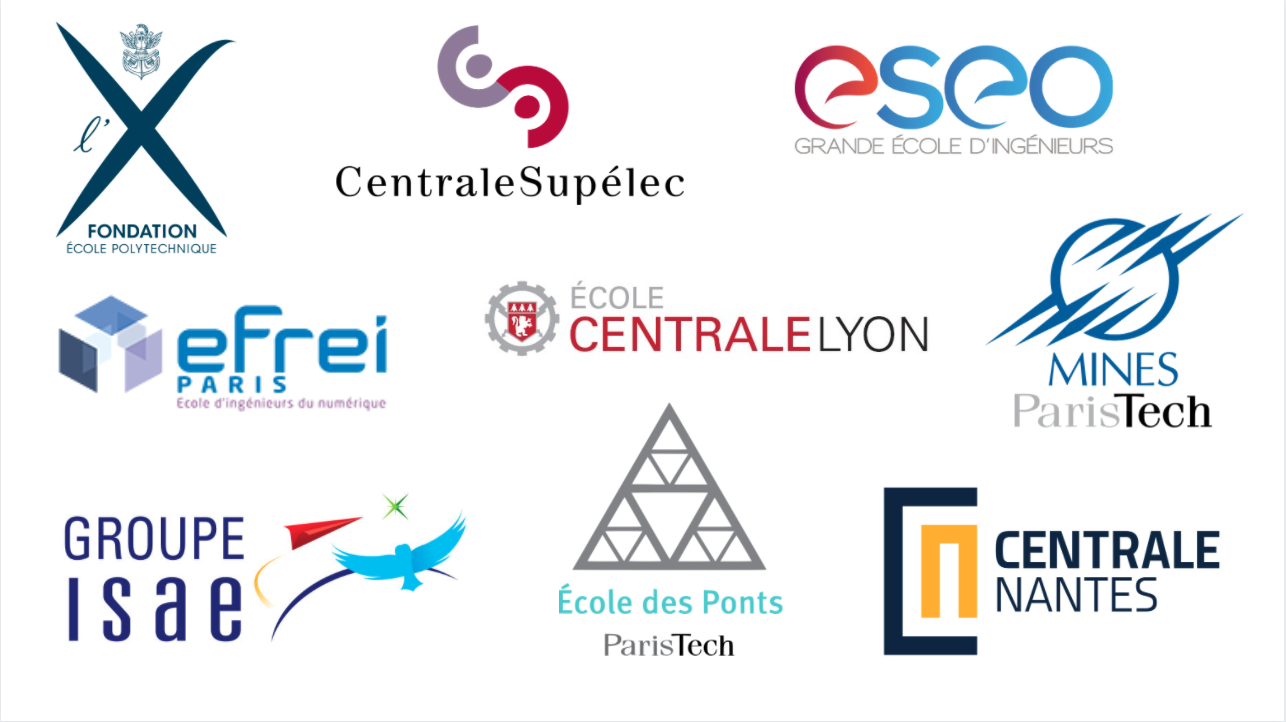 l'X
FONDATION
ÉCOLE POLYTECHNIQUE
CentraleSupélec
eseo
GRANDE ÉCOLE D'INGÉNIEURS
efrei
PARIS
Ecole d'ingénieurs du numérique
ÉCOLE
CENTRALELYON
MINES
ParisTech
GROUPE
isae
École des Ponts
ParisTech
CENTRALE
NANTES